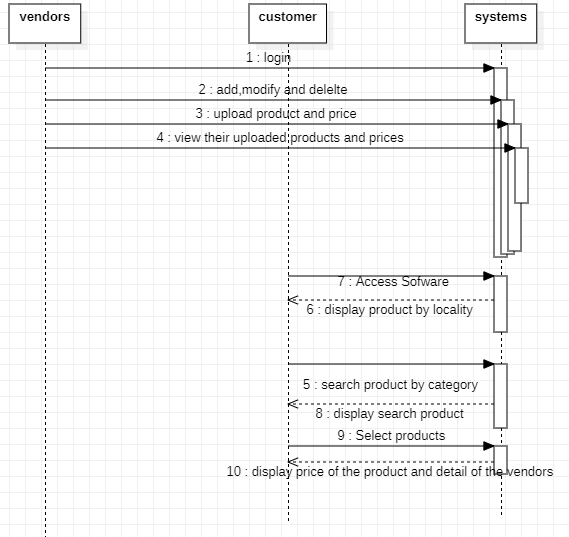 vendors
customer
systems
1 : login
2 : add,modify and delelte
3 : upload product and price
4 : view their uploaded products and prices
7 : Access Sofware
6 : display product by locality
5 : search product by category
8 : display search product
9 : Select products
10 : display price of the product and detail of the vendors